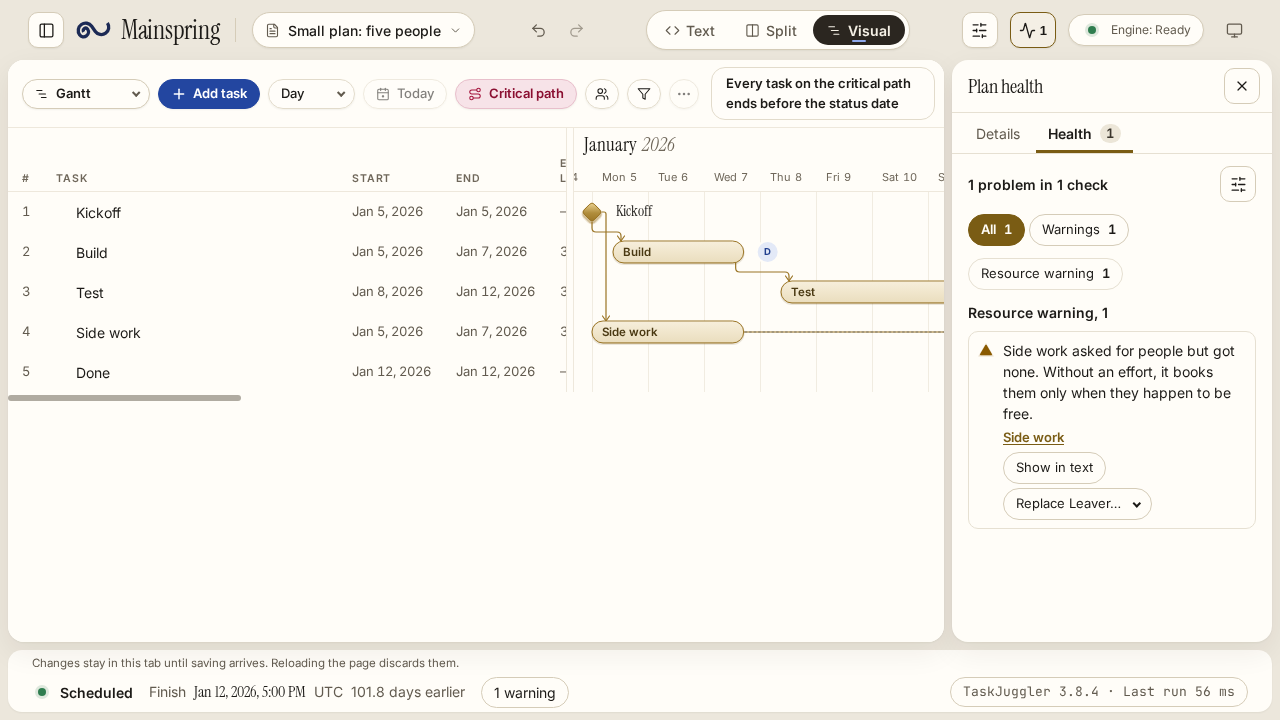 Mainspring
Small plan: five people
Text
Split
Visual
1
Engine: Ready
Gantt
Add task
Day
Today
Critical path
Every task on the critical path
ends before the status date
January 2026
# TASK START END
Mon 5 Tue 6 Wed 7 Thu 8 Fri 9 Sat 10
1 Kickoff Jan 5, 2026 Jan 5, 2026 –
Kickoff
2 Build Jan 5, 2026 Jan 7, 2026 3
Build
D
3 Test Jan 8, 2026 Jan 12, 2026 3
Test
4 Side work Jan 5, 2026 Jan 7, 2026 3
Side work
5 Done Jan 12, 2026 Jan 12, 2026 –
Plan health
Details
Health 1
1 problem in 1 check
All 1
Warnings 1
Resource warning 1
Resource warning, 1
Side work asked for people but got
none. Without an effort, it books
them only when they happen to be
free.
Side work
Show in text
Replace Leaver...
Changes stay in this tab until saving arrives. Reloading the page discards them.
Scheduled Finish Jan 12, 2026, 5:00 PM UTC 101.8 days earlier
1 warning
TaskJuggler 3.8.4 · Last run 56 ms